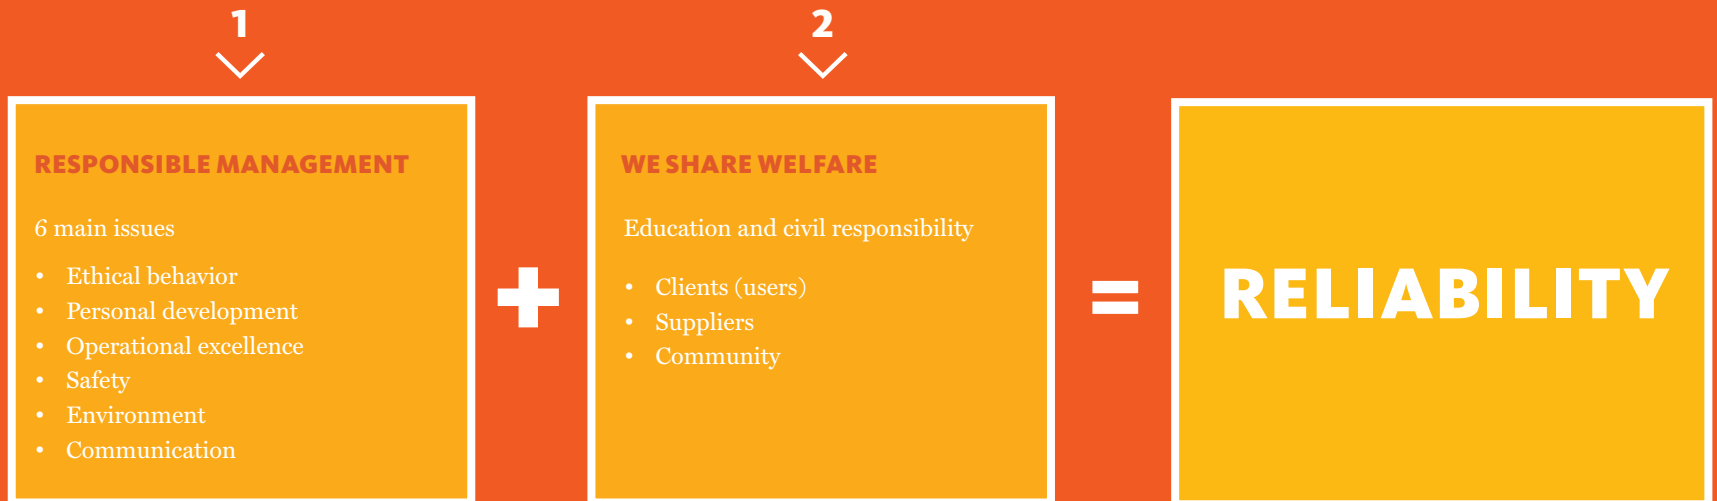 1
RESPONSIBLE MANAGEMENT
6 main issues
• Ethical behavior
• Personal development
• Operational excellence
• Safety
• Environment
• Communication
+
2
WE SHARE WELFARE
Education and civil responsibility
• Clients (users)
• Suppliers
• Community
=
RELIABILITY